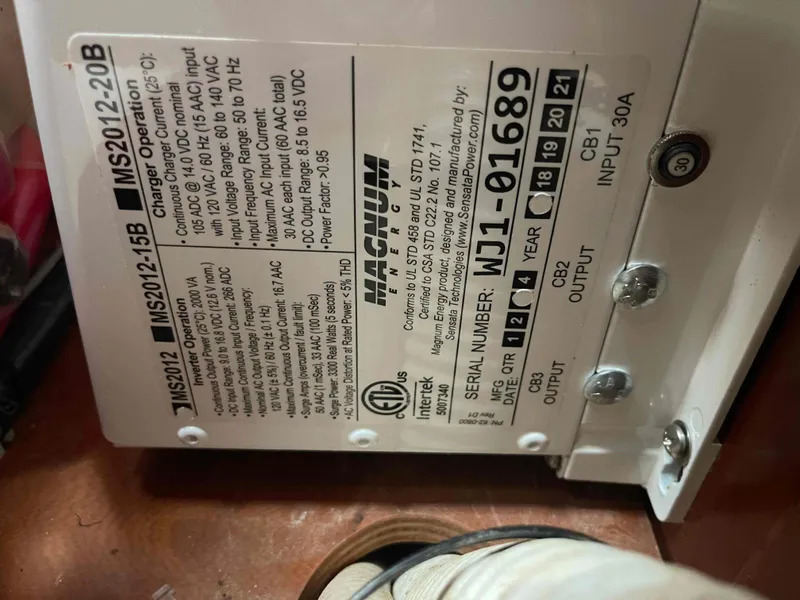 MS2012 MS2012-15B MS2012-20B
Inverter Operation
• Continuous Output Power (25°C): 2000 VA
• DC Input Range: 9.0 to 16.8 VDC (12.6 V nom.)
• Maximum Continuous Input Current: 266 ADC
• Nominal AC Output Voltage / Frequency:
120 VAC (± 5%) / 60 Hz (± 0.1 Hz)
• Maximum Continuous Output Current: 16.7 AAC
• Surge Amps (overcurrent / fault limit):
50 AAC (1 mSec), 33 AAC (100 mSec)
• Surge Power: 3300 Real Watts (5 seconds)
• AC Voltage Distortion at Rated Power: < 5% THD
Charger Operation
• Continuous Charger Current (25°C):
105 ADC @ 14.0 VDC nominal
with 120 VAC / 60 Hz (15 AAC) input
• Input Voltage Range: 60 to 140 VAC
• Input Frequency Range: 50 to 70 Hz
• Maximum AC Input Current:
30 AAC each input (60 AAC total)
• DC Output Range: 8.5 to 16.5 VDC
• Power Factor: >0.95
C ETL US
Intertek
5007340
MAGNUM
ENERGY
Conforms to UL STD 458 and UL STD 1741,
Certified to CSA STD C22.2 No. 107.1
Magnum Energy product, designed and manufactured by:
Sensata Technologies (www.SensataPower.com)
PN: 62-0800 Rev D1
SERIAL NUMBER: WJ1-01689
MFG
DATE: QTR 1 2 4 YEAR 18 19 20 21
CB3
OUTPUT
CB2
OUTPUT
CB1
INPUT 30A
30